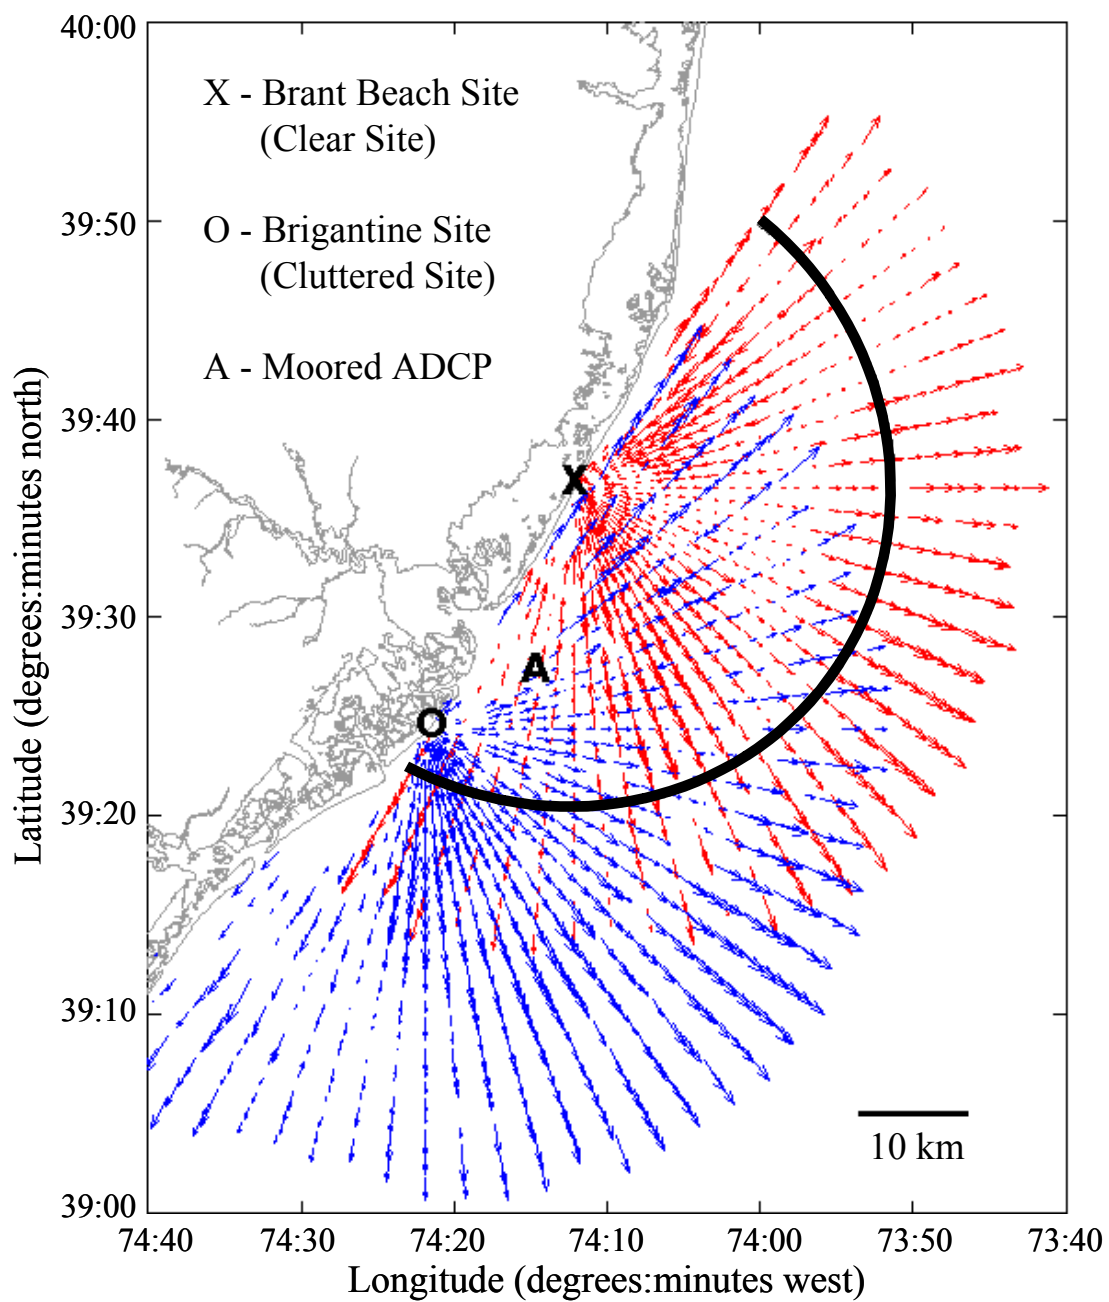 40:00
X - Brant Beach Site
(Clear Site)
39:50
O - Brigantine Site
(Cluttered Site)
A - Moored ADCP
39:40
X
39:30
A
O
39:20
39:10
10 km
39:00
74:40 74:30 74:20 74:10 74:00 73:50 73:40
Longitude (degrees:minutes west)
Latitude (degrees:minutes north)